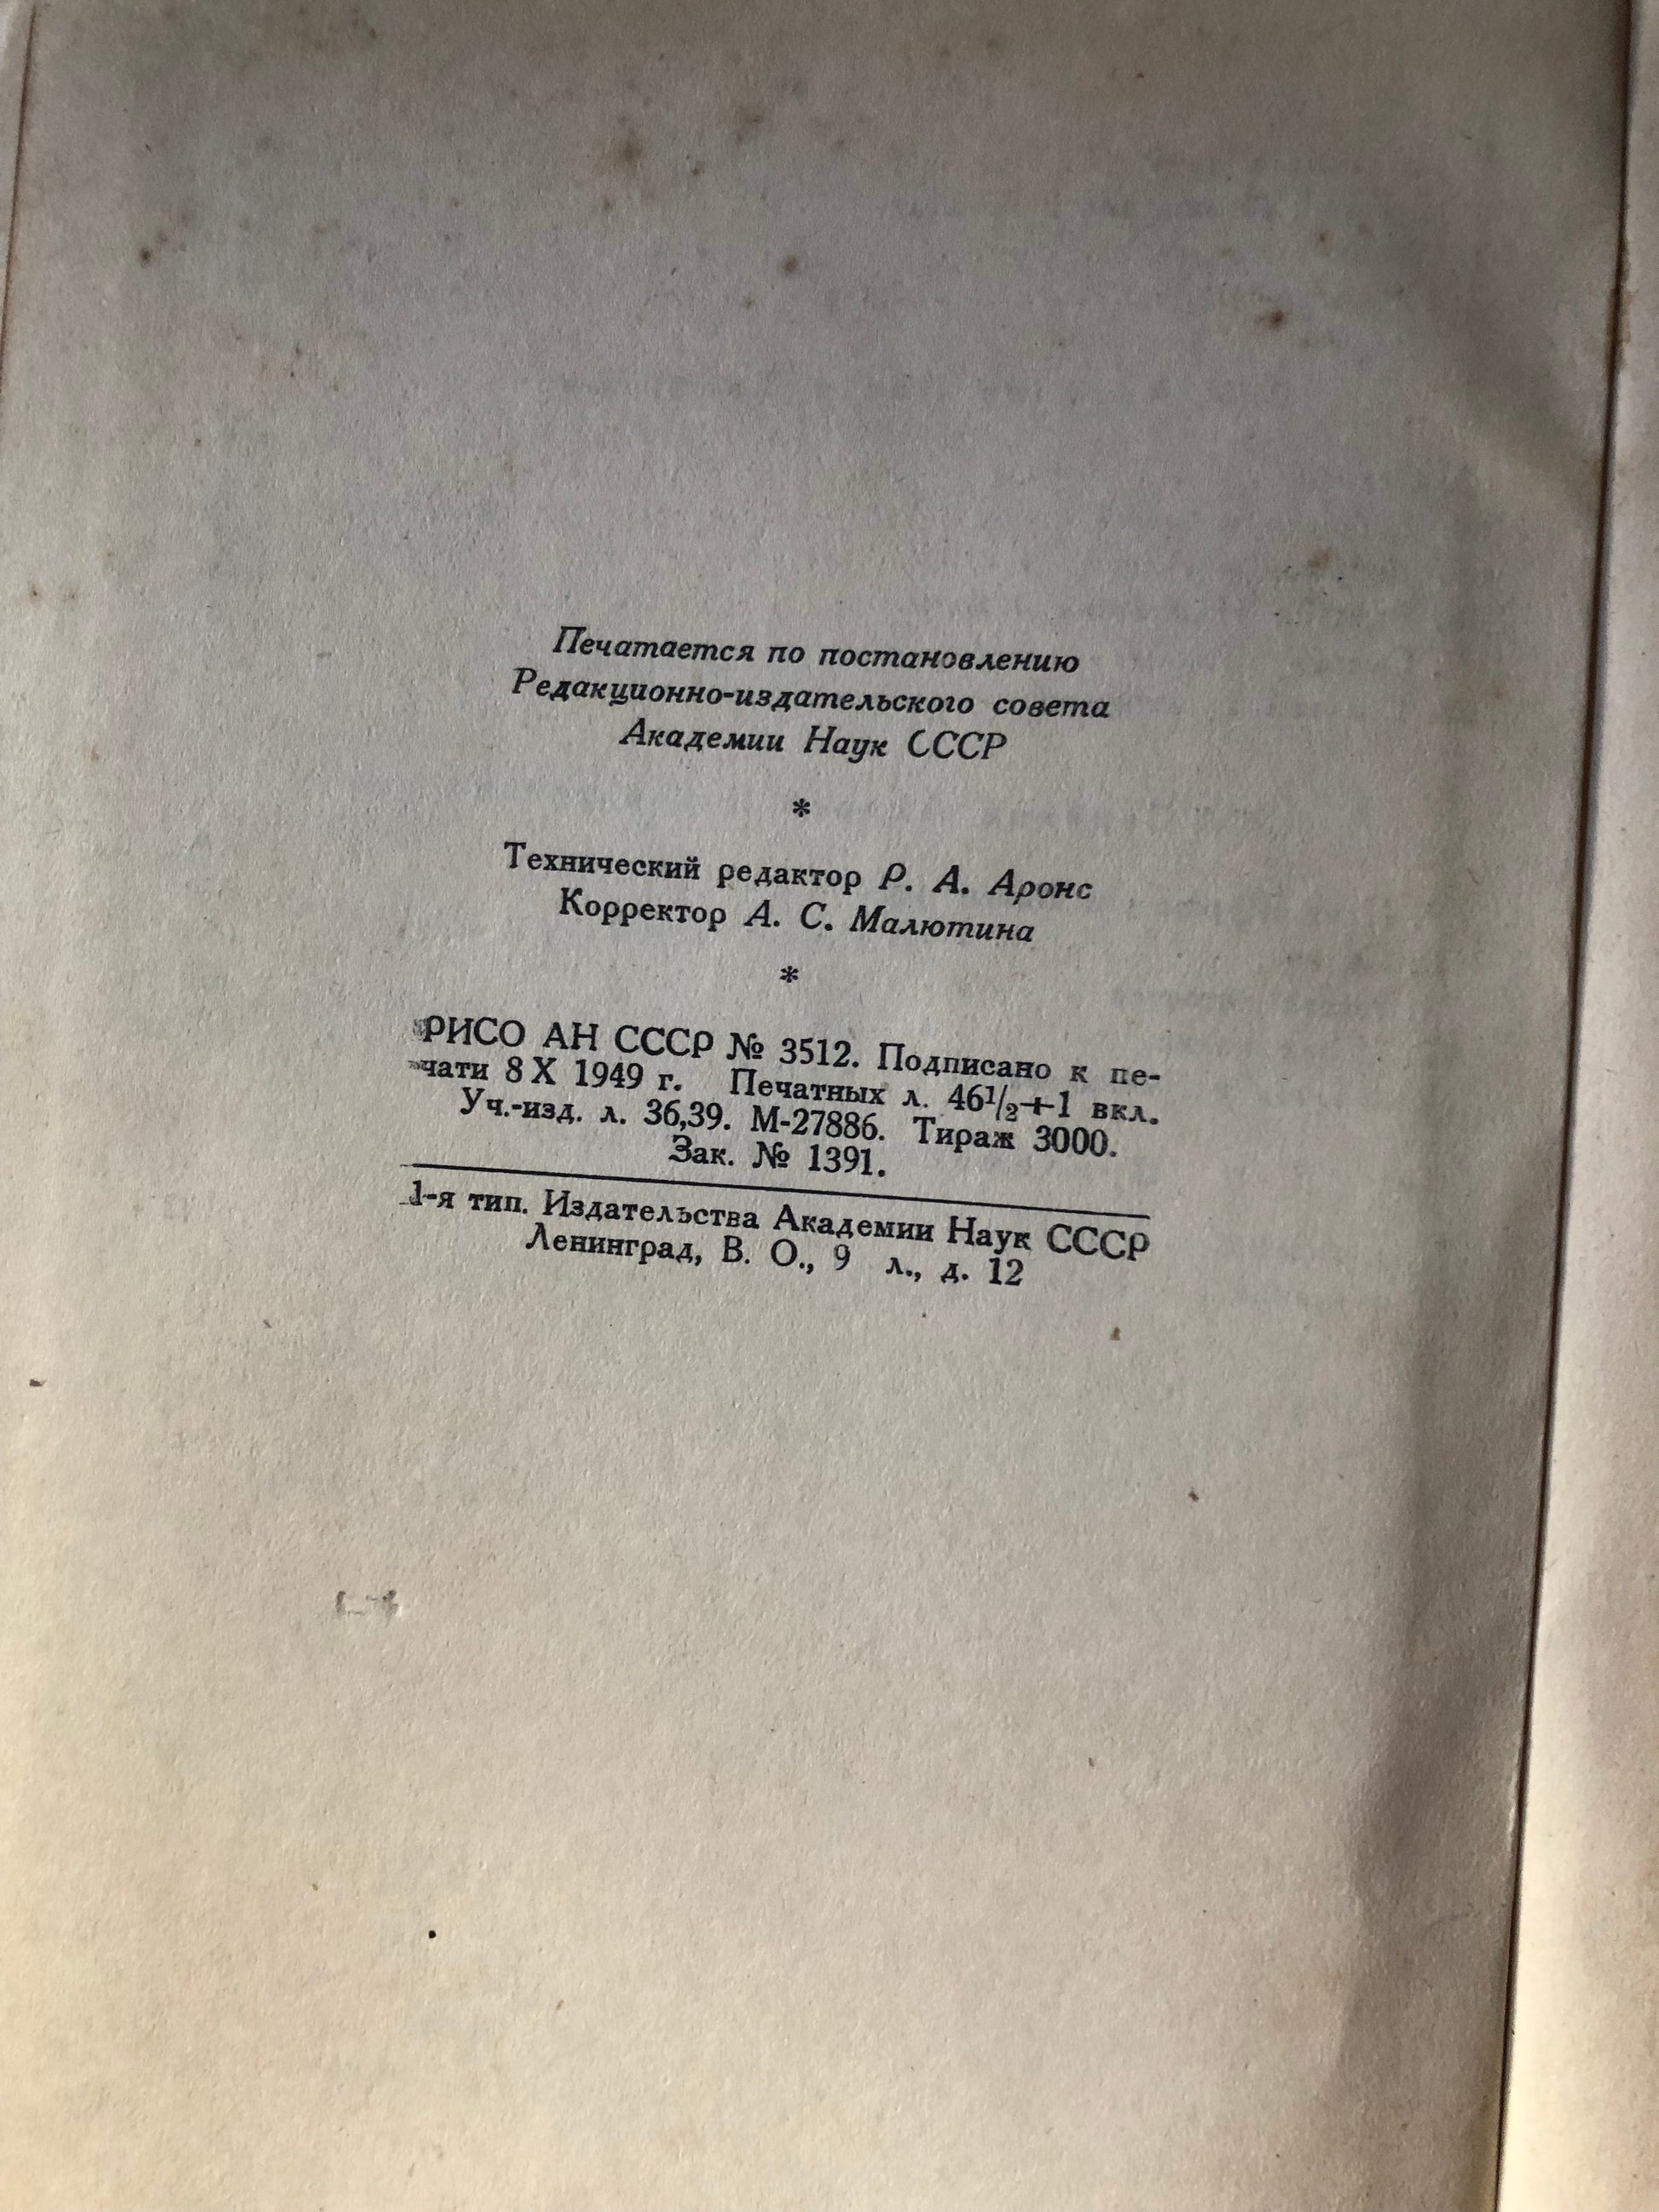 Печатается по постановлению
Редакционно-издательского совета
Академии Наук СССР
*
Технический редактор Р. А. Аронс
Корректор А. С. Малютина
*
РИСО АН СССР № 3512. Подписано к пе-
чати 8 X 1949 г. Печатных л. 46 1/2+1 вкл.
Уч.-изд. л. 36,39. М-27886. Тираж 3000.
Зак. № 1391.
1-я тип. Издательства Академии Наук СССР
Ленинград, В. О., 9 л., д. 12